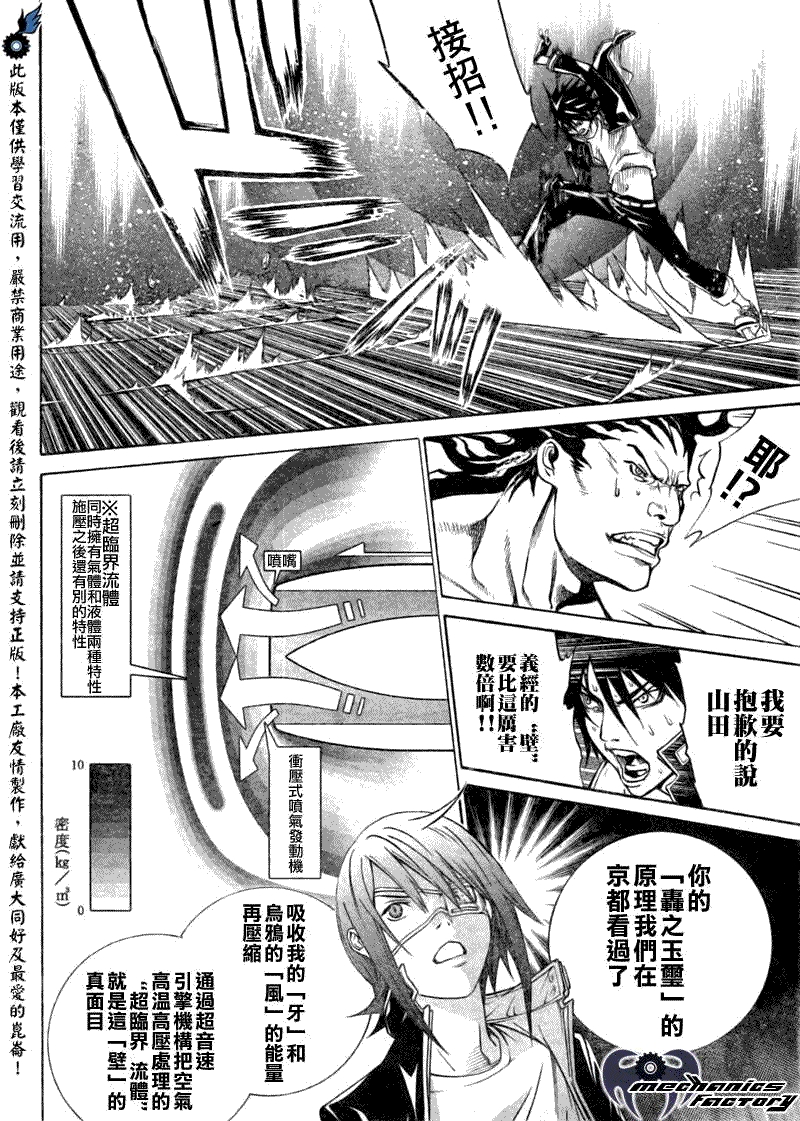 接招!!
耶!?
我要
抱歉的說
山田
義經的“壁”
要比這厲害
數倍啊!!
※超臨界流體
同時擁有氣體和液體兩種特性
施壓之後還有別的特性
噴嘴
衝壓式噴氣發動機
10
密度(kg/m³)
0
你的
「轟之玉璽」的
原理我們在
京都看過了
吸收我的「牙」和
烏鴉的「風」的能量
再壓縮
通過超音速
引擎機構把空氣
高温高壓處理的
“超臨界 流體”
就是這「壁」的
真面目
此版本僅供學習交流用，嚴禁商業用途，觀看後請立刻刪除並請支持正版！本工廠友情製作，獻給廣大同好及最愛的崑崙！
mechanics
Factory